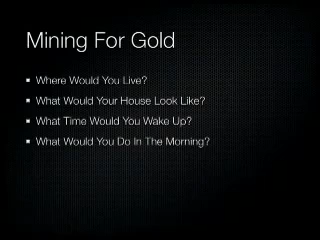 Mining For Gold
Where Would You Live?
What Would Your House Look Like?
What Time Would You Wake Up?
What Would You Do In The Morning?